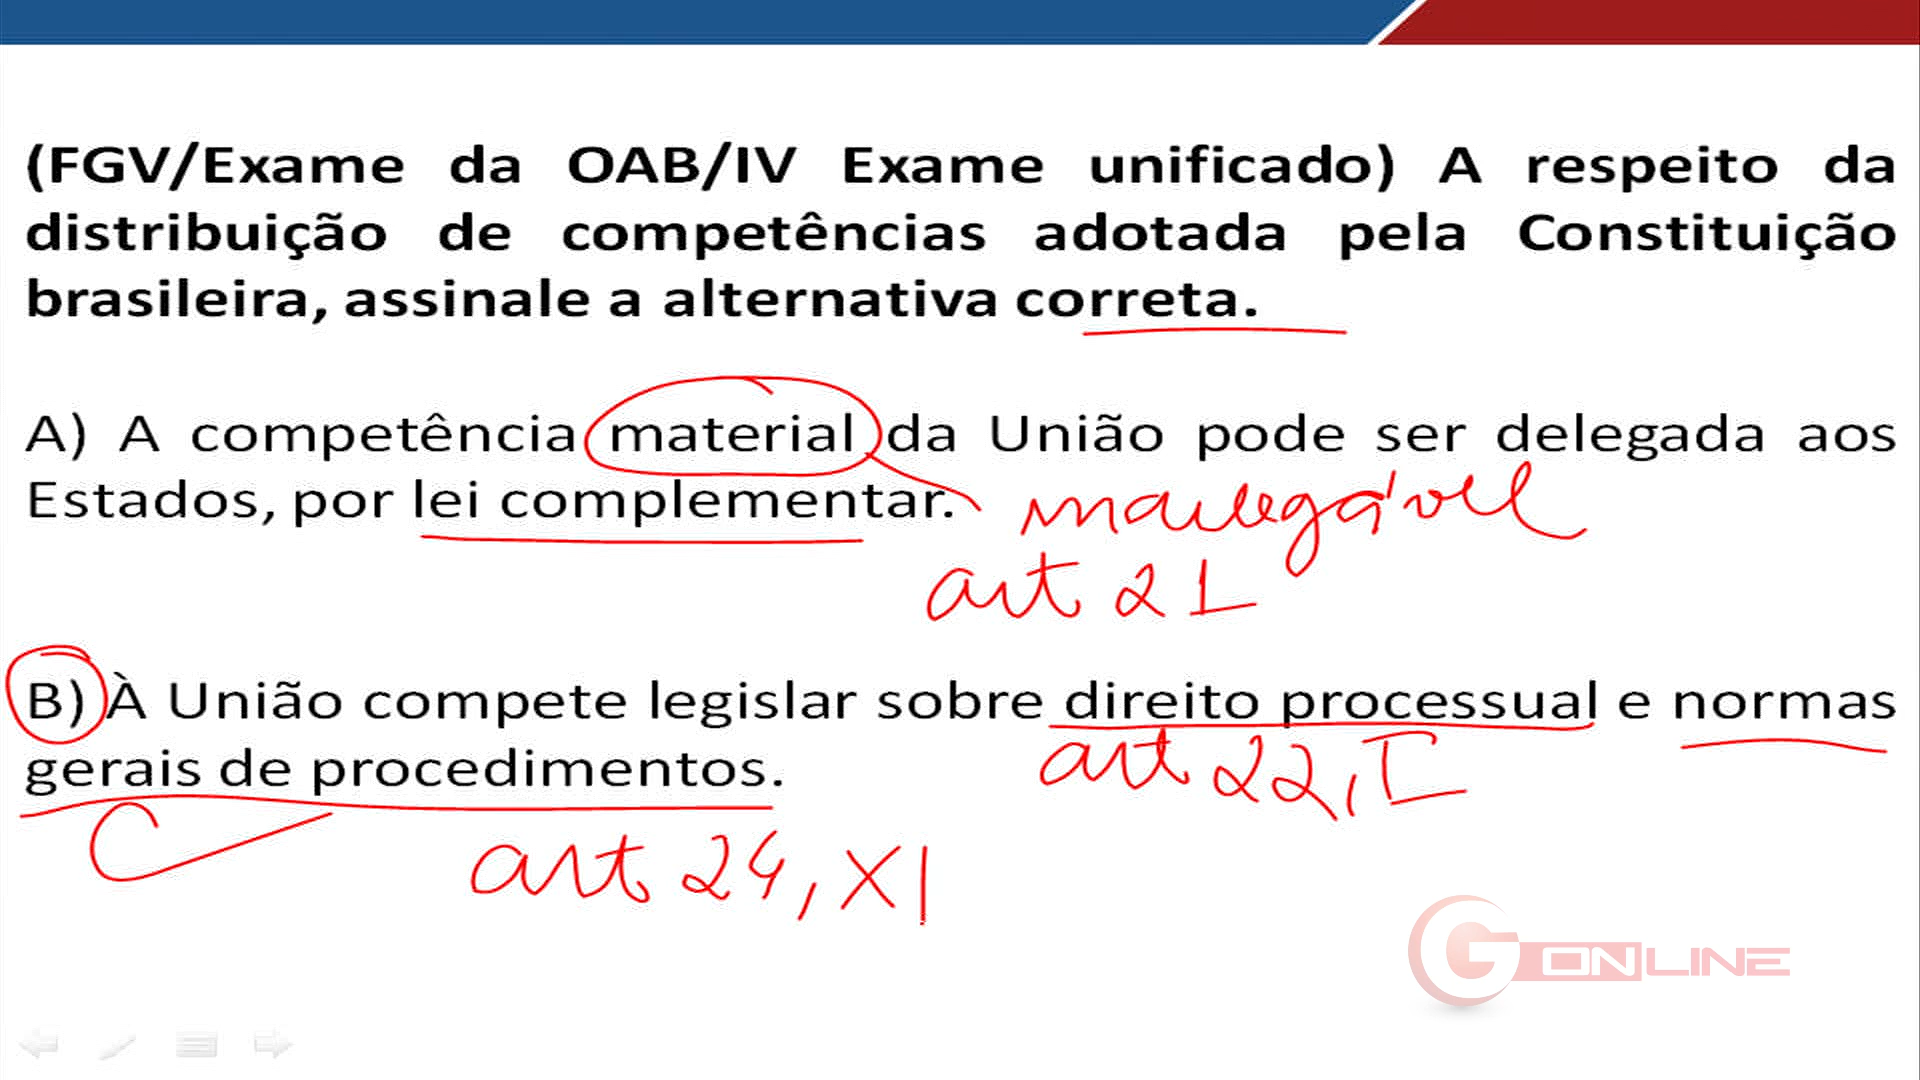 (FGV/Exame da OAB/IV Exame unificado) A respeito da
distribuição de competências adotada pela Constituição
brasileira, assinale a alternativa correta.
A) A competência material da União pode ser delegada aos
Estados, por lei complementar.
art 21
B) À União compete legislar sobre direito processual e normas
gerais de procedimentos.
art 22, I
C
art 24, XI
G ONLINE